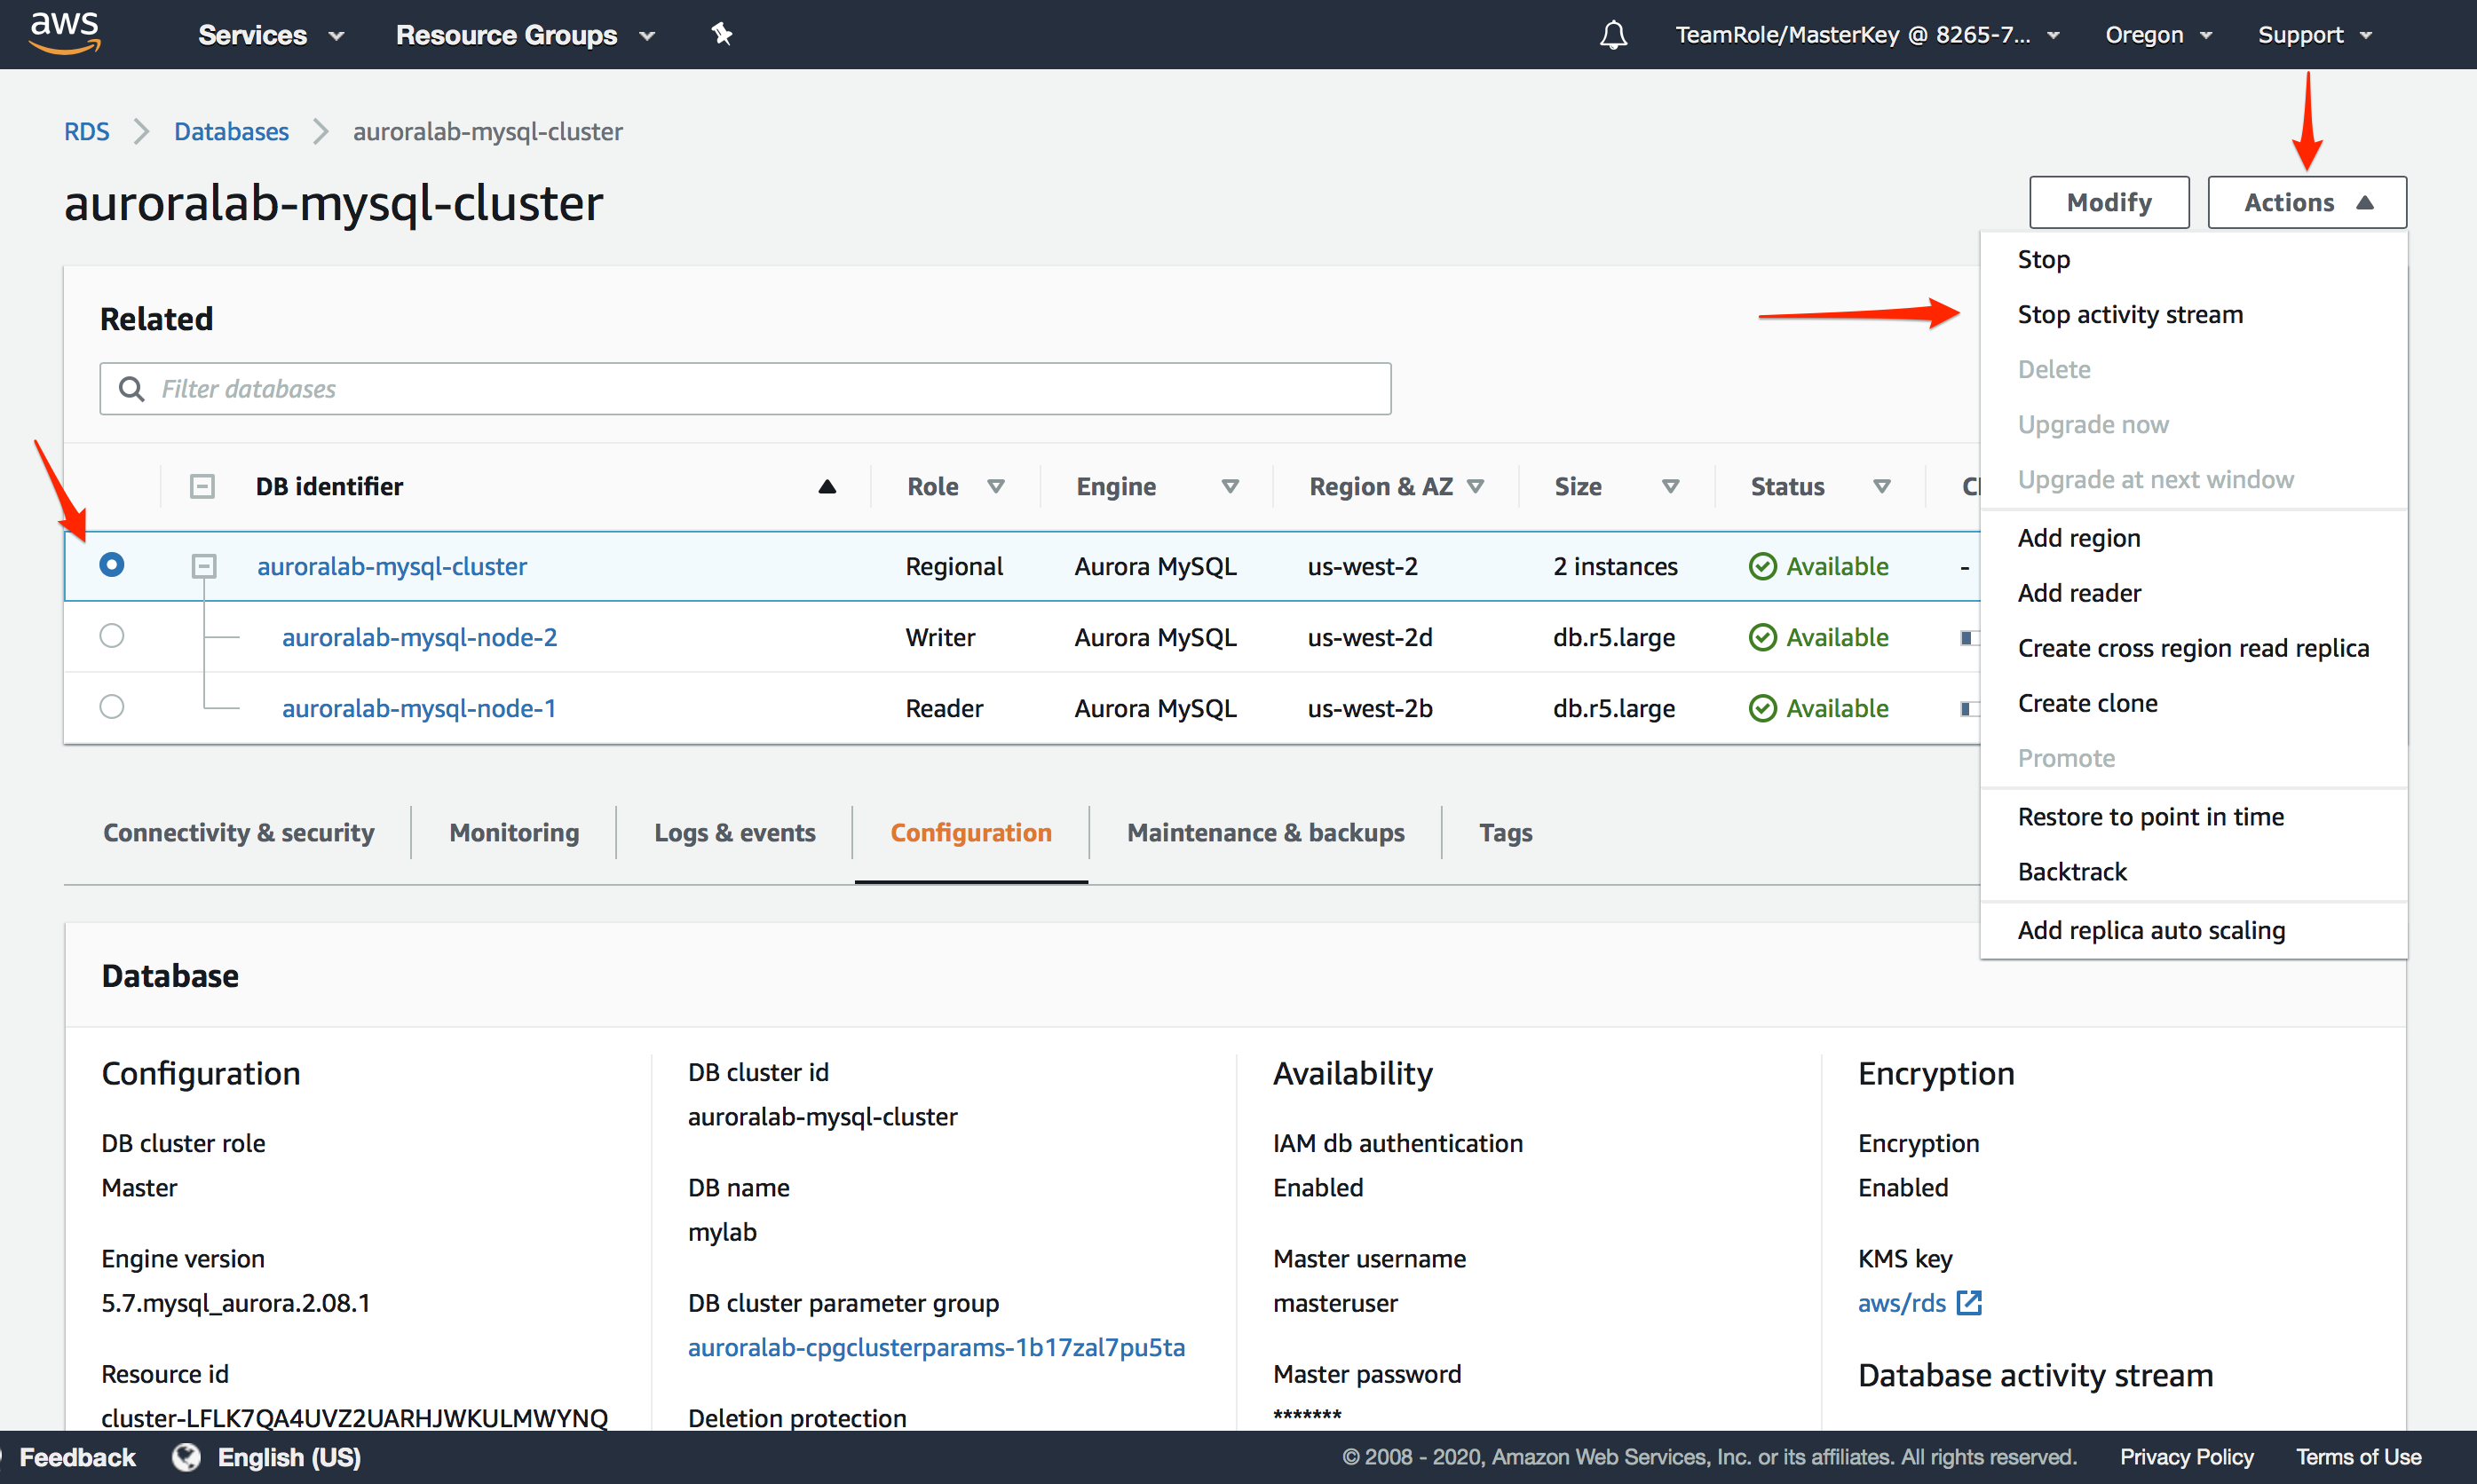 aws Services Resource Groups TeamRole/MasterKey @ 8265-7... Oregon Support
RDS Databases auroralab-mysql-cluster
auroralab-mysql-cluster
Modify Actions
Stop
Stop activity stream
Delete
Upgrade now
Upgrade at next window
Add region
Add reader
Create cross region read replica
Create clone
Promote
Restore to point in time
Backtrack
Add replica auto scaling
Related
Filter databases
DB identifier Role Engine Region & AZ Size Status
auroralab-mysql-cluster Regional Aurora MySQL us-west-2 2 instances Available -
auroralab-mysql-node-2 Writer Aurora MySQL us-west-2d db.r5.large Available
auroralab-mysql-node-1 Reader Aurora MySQL us-west-2b db.r5.large Available
Connectivity & security Monitoring Logs & events Configuration Maintenance & backups Tags
Database
Configuration
DB cluster role
Master
Engine version
5.7.mysql_aurora.2.08.1
Resource id
cluster-LFLK7QA4UVZ2UARHJWKULMWYNQ
DB cluster id
auroralab-mysql-cluster
DB name
mylab
DB cluster parameter group
auroralab-cpgclusterparams-1b17zal7pu5ta
Deletion protection
Availability
IAM db authentication
Enabled
Master username
masteruser
Master password
*******
Encryption
Encryption
Enabled
KMS key
aws/rds
Database activity stream
Feedback English (US) © 2008 - 2020, Amazon Web Services, Inc. or its affiliates. All rights reserved. Privacy Policy Terms of Use